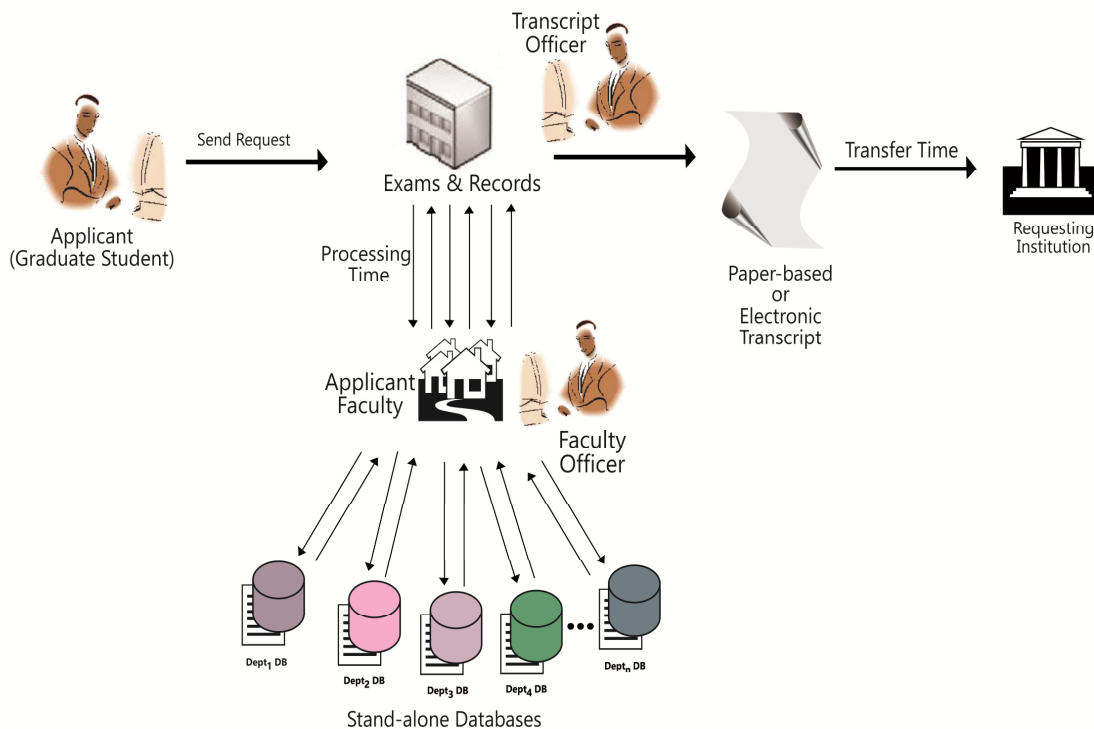 Transcript
Officer
Send Request
Exams & Records
Transfer Time
Applicant
(Graduate Student)
Requesting
Institution
Processing
Time
Paper-based
or
Electronic
Transcript
Applicant
Faculty
Faculty
Officer
Dept1 DB
Dept2 DB
Dept3 DB
Dept4 DB
•••
Deptn DB
Stand-alone Databases